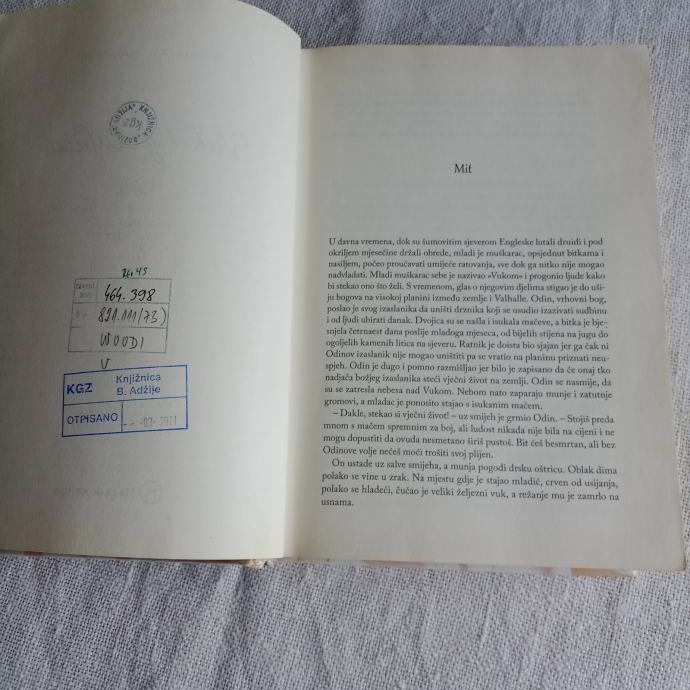 KNJIŽNICA "BOŽIDAR ADŽIJA"
KGZ
26,45
464.398
891.111(73)
WOODI
V
KGZ
Knjižnica
B. Adžije
OTPISANO
-03-2021
Mit
U davna vremena, dok su šumovitim sjeverom Engleske lutali druidi i pod
okriljem mjesečine držali obrede, mladi je muškarac, opsjednut bitkama i
nasiljem, počeo proučavati umijeće ratovanja, sve dok ga nitko nije mogao
nadvladati. Mladi muškarac sebe je nazivao »Vukom« i progonio ljude kako
bi stekao ono što želi. S vremenom, glas o njegovim djelima stigao je do uši-
ju bogova na visokoj planini između zemlje i Valhalle. Odin, vrhovni bog,
poslao je svog izaslanika da uništi drznika koji se usudio izazivati sudbinu
i od ljudi ubirati danak. Dvojica su se našla i isukala mačeve, a bitka je bje-
snjela četrnaest dana poslije mladoga mjeseca, od bijelih stijena na jugu do
ogoljelih kamenih litica na sjeveru. Ratnik je doista bio sjajan jer ga čak ni
Odinov izaslanik nije mogao uništiti pa se vratio na planinu priznati neu-
spjeh. Odin je dugo i pomno razmišljao jer bilo je zapisano da će onaj tko
nadjača božjeg izaslanika steći vječni život na zemlji. Odin se nasmije, da
su se zatresla nebesa nad Vukom. Nebom nato zaparaju munje i zatutnje
gromovi, a mladac je ponosito stajao s isukanim mačem.
– Dakle, stekao si vječni život! – uz smijeh je grmio Odin. – Stojiš preda
mnom s mačem spremnim za boj, ali ludost nikada nije bila na cijeni i ne
mogu dopustiti da ovuda nesmetano širiš pustoš. Bit ćeš besmrtan, ali bez
Odinove volje nećeš moći trošiti svoj plijen.
On ustade uz salve smijeha, a munja pogodi drsku oštricu. Oblak dima
polako se vine u zrak. Na mjestu gdje je stajao mladić, crven od usijanja,
polako se hladeći, čučao je veliki željezni vuk, a režanje mu je zamrlo na
usnama.